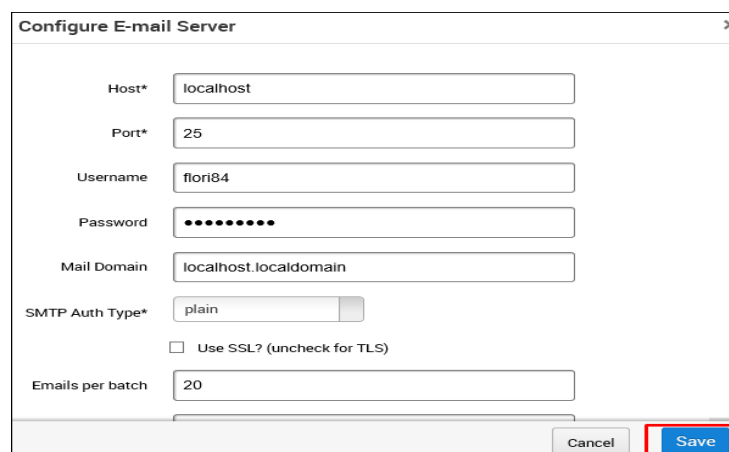 Configure E-mail Server
Host* localhost
Port* 25
Username flori84
Password •••••••••
Mail Domain localhost.localdomain
SMTP Auth Type* plain
Use SSL? (uncheck for TLS)
Emails per batch 20
Cancel Save